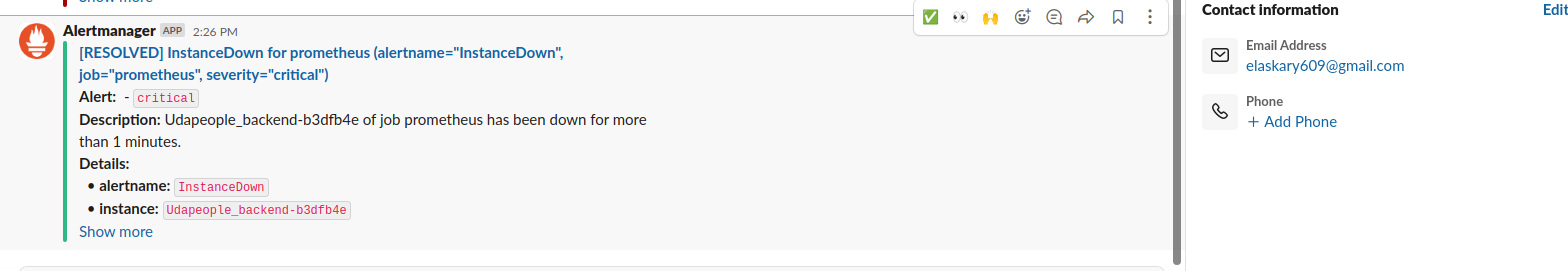 Show more
Alertmanager APP 2:26 PM
[RESOLVED] InstanceDown for prometheus (alertname="InstanceDown",
job="prometheus", severity="critical")
Alert: - critical
Description: Udapeople_backend-b3dfb4e of job prometheus has been down for more
than 1 minutes.
Details:
• alertname: InstanceDown
• instance: Udapeople_backend-b3dfb4e
Show more
Contact information
Edit
Email Address
elaskary609@gmail.com
Phone
+ Add Phone